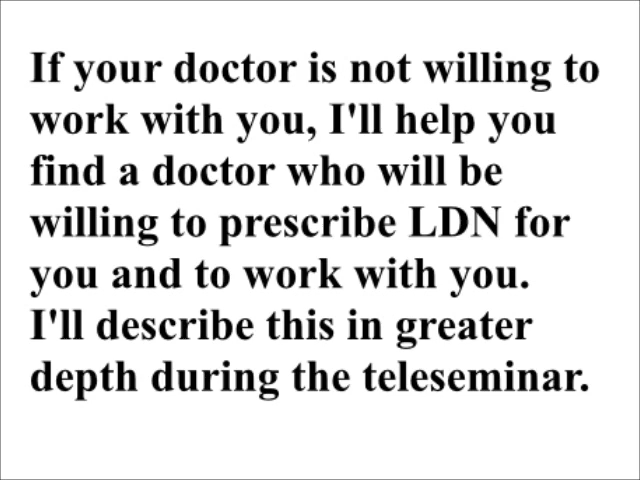 If your doctor is not willing to
work with you, I'll help you
find a doctor who will be
willing to prescribe LDN for
you and to work with you.
I'll describe this in greater
depth during the teleseminar.